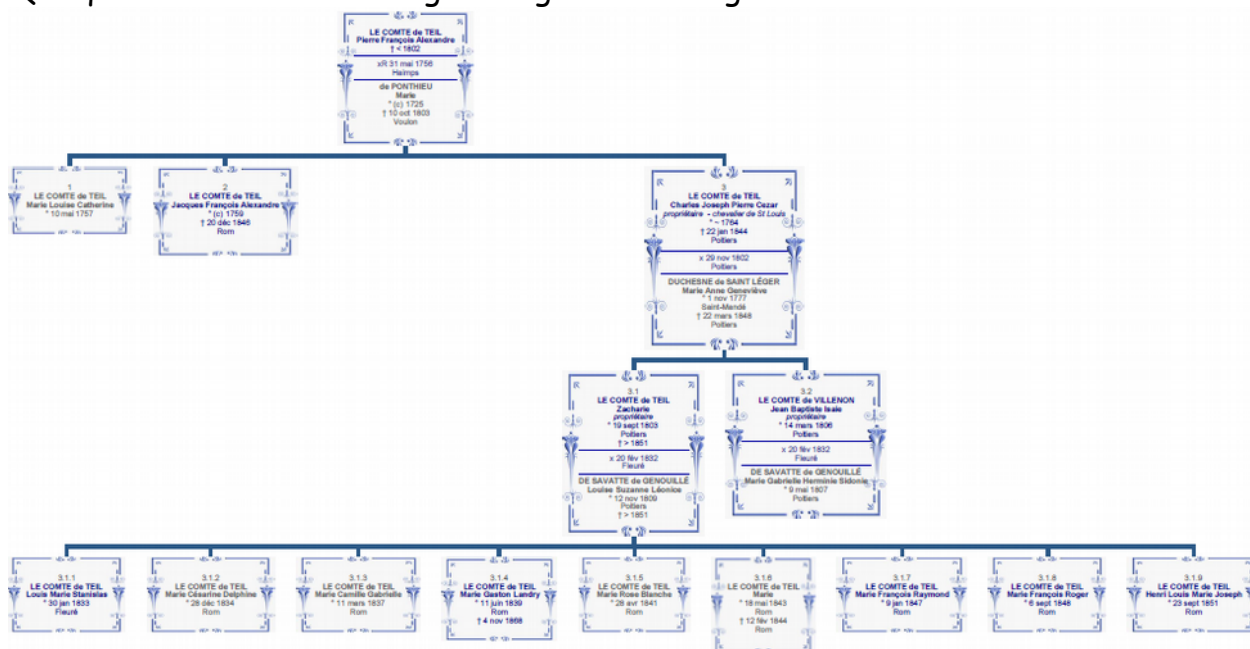 LE COMTE de TEIL
Pierre François Alexandre
† < 1802
xR 31 mai 1756
Haimps
de PONTHIEU
Marie
° (c) 1725
† 10 oct 1803
Voulon
1
LE COMTE de TEIL
Marie Louise Catherine
° 10 mai 1757
2
LE COMTE de TEIL
Jacques François Alexandre
° (c) 1759
† 20 déc 1846
Rom
3
LE COMTE de TEIL
Charles Joseph Pierre Cezar
propriétaire - chevalier de St Louis
° ~ 1764
† 22 jan 1844
Poitiers
x 29 nov 1802
Poitiers
DUCHESNE de SAINT LÉGER
Marie Anne Geneviève
° 1 nov 1777
Saint-Mandé
† 22 mars 1848
Poitiers
3.1
LE COMTE de TEIL
Zacharie
propriétaire
° 19 sept 1803
Poitiers
† > 1851
x 20 fév 1832
Fleuré
DE SAVATTE de GENOUILLÉ
Louise Suzanne Léonice
° 12 nov 1809
Poitiers
† > 1851
3.2
LE COMTE de VILLENON
Jean Baptiste Isaïe
propriétaire
° 14 mars 1806
Poitiers
x 20 fév 1832
Fleuré
DE SAVATTE de GENOUILLÉ
Marie Gabrielle Herminie Sidonie
° 9 mai 1807
Poitiers
3.1.1
LE COMTE de TEIL
Louis Marie Stanislas
° 30 jan 1833
Fleuré
3.1.2
LE COMTE de TEIL
Marie Césarine Delphine
° 28 déc 1834
Rom
3.1.3
LE COMTE de TEIL
Marie Camille Gabrielle
° 11 mars 1837
Rom
3.1.4
LE COMTE de TEIL
Marie Gaston Landry
° 11 juin 1839
Rom
† 4 nov 1868
3.1.5
LE COMTE de TEIL
Marie Rose Blanche
° 28 avr 1841
Rom
3.1.6
LE COMTE de TEIL
Marie
° 18 mai 1843
Rom
† 12 fév 1844
Rom
3.1.7
LE COMTE de TEIL
Marie François Raymond
° 9 jan 1847
Rom
3.1.8
LE COMTE de TEIL
Marie François Roger
° 6 sept 1848
Rom
3.1.9
LE COMTE de TEIL
Henri Louis Marie Joseph
° 23 sept 1851
Rom